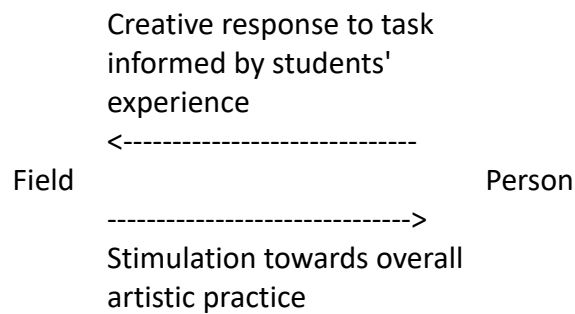 Creative response to task
informed by students'
experience
<------------------------------
Field Person
------------------------------->
Stimulation towards overall
artistic practice